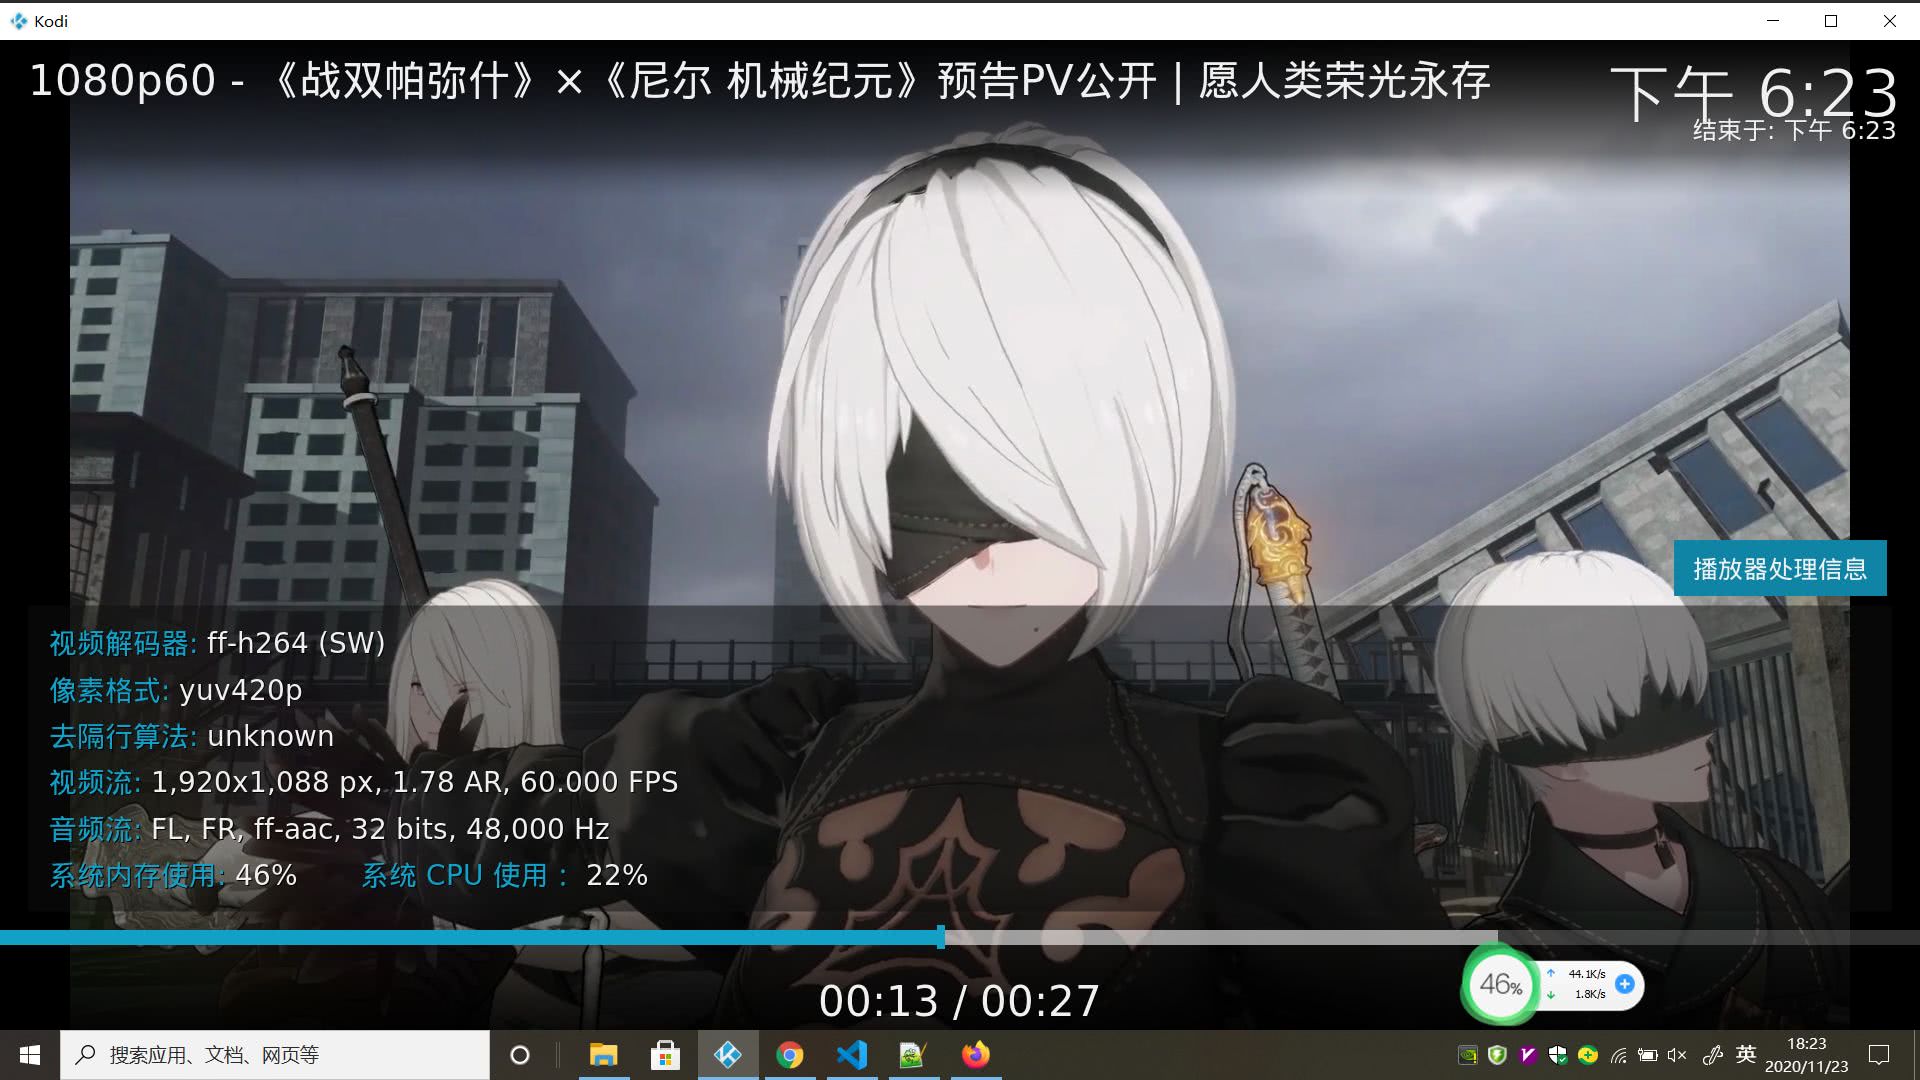 Kodi
1080p60 - 《战双帕弥什》×《尼尔 机械纪元》预告PV公开 | 愿人类荣光永存
下午 6:23
结束于: 下午 6:23
播放器处理信息
视频解码器: ff-h264 (SW)
像素格式: yuv420p
去隔行算法: unknown
视频流: 1,920x1,088 px, 1.78 AR, 60.000 FPS
音频流: FL, FR, ff-aac, 32 bits, 48,000 Hz
系统内存使用: 46% 系统 CPU 使用 : 22%
00:13 / 00:27
46%
44.1K/s
1.8K/s
搜索应用、文档、网页等
英
18:23
2020/11/23